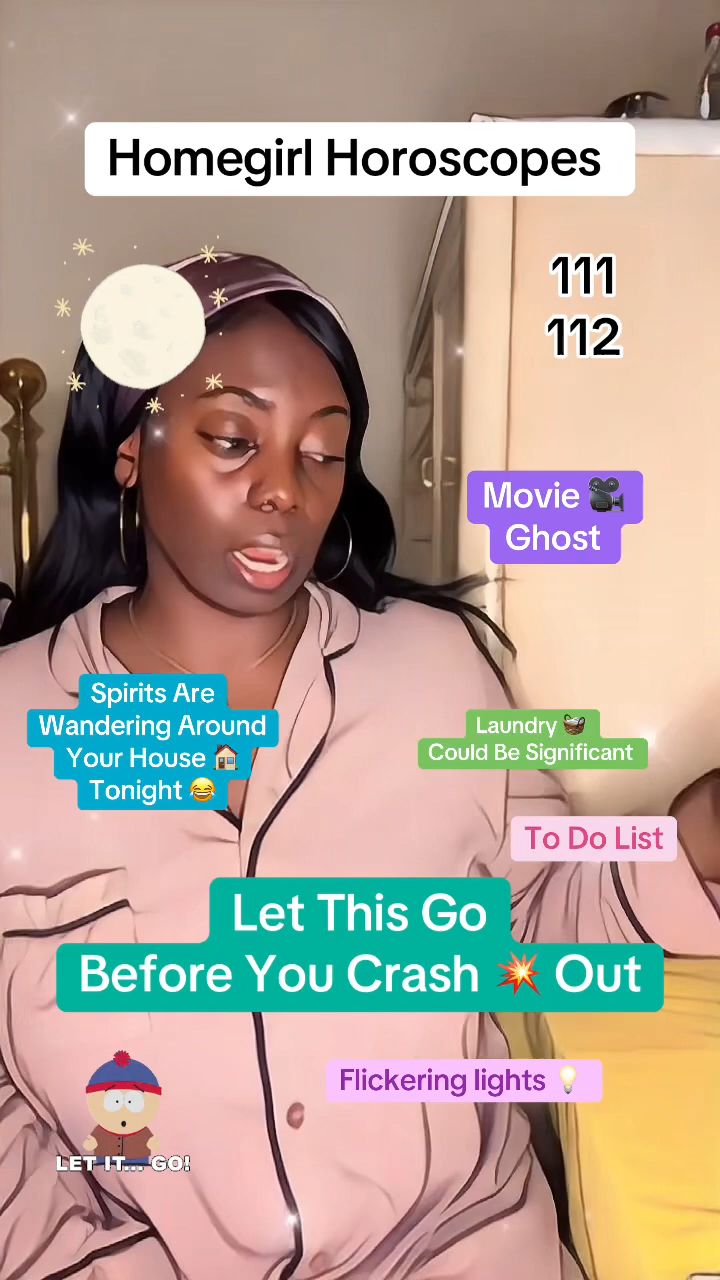 Homegirl Horoscopes
111
112
Movie 🎥
Ghost
Spirits Are
Wandering Around
Your House 🏠
Tonight 😂
Laundry 🧺
Could Be Significant
To Do List
Let This Go
Before You Crash 💥 Out
Flickering lights 💡
LET IT... GO!